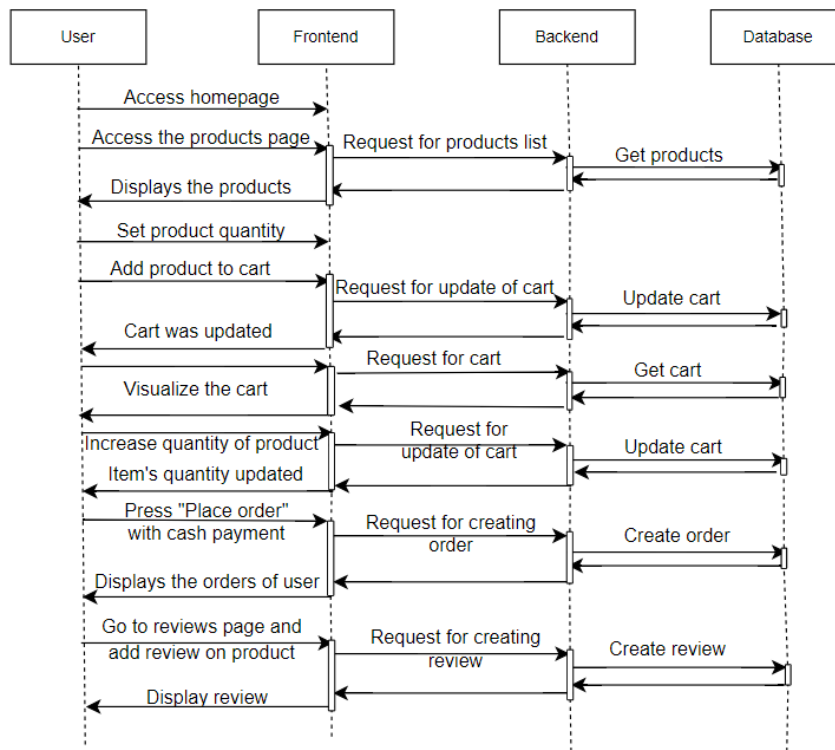 User
Frontend
Backend
Database
Access homepage
Access the products page
Request for products list
Get products
Displays the products
Set product quantity
Add product to cart
Request for update of cart
Update cart
Cart was updated
Request for cart
Get cart
Visualize the cart
Increase quantity of product
Request for
update of cart
Update cart
Item's quantity updated
Press "Place order"
with cash payment
Request for creating
order
Create order
Displays the orders of user
Go to reviews page and
add review on product
Request for creating
review
Create review
Display review